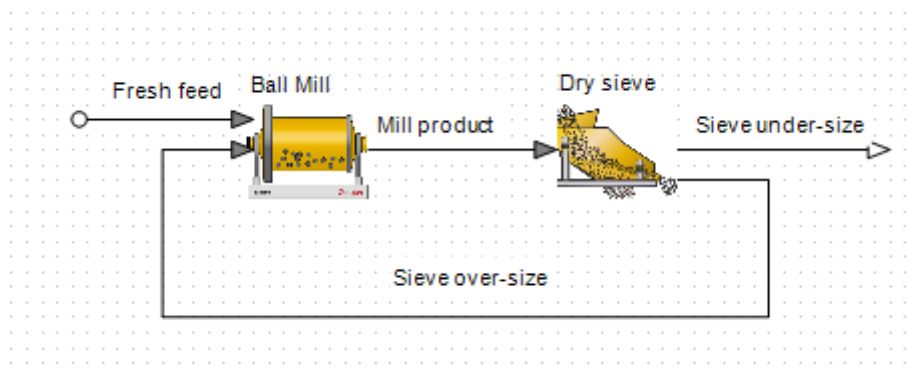 Fresh feed
Ball Mill
Mill product
Dry sieve
Sieve under-size
Sieve over-size